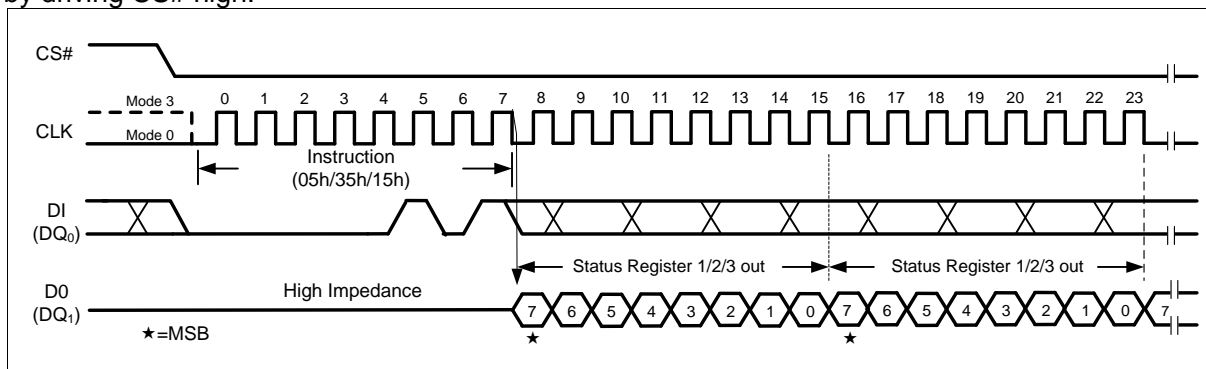 by driving CS# high.
CS#
Mode 3
0 1 2 3 4 5 6 7 8 9 10 11 12 13 14 15 16 17 18 19 20 21 22 23
CLK
Mode 0
Instruction
(05h/35h/15h)
DI
(DQ0)
Status Register 1/2/3 out
Status Register 1/2/3 out
D0
(DQ1)
High Impedance
7 6 5 4 3 2 1 0 7 6 5 4 3 2 1 0 7
★=MSB
★
★